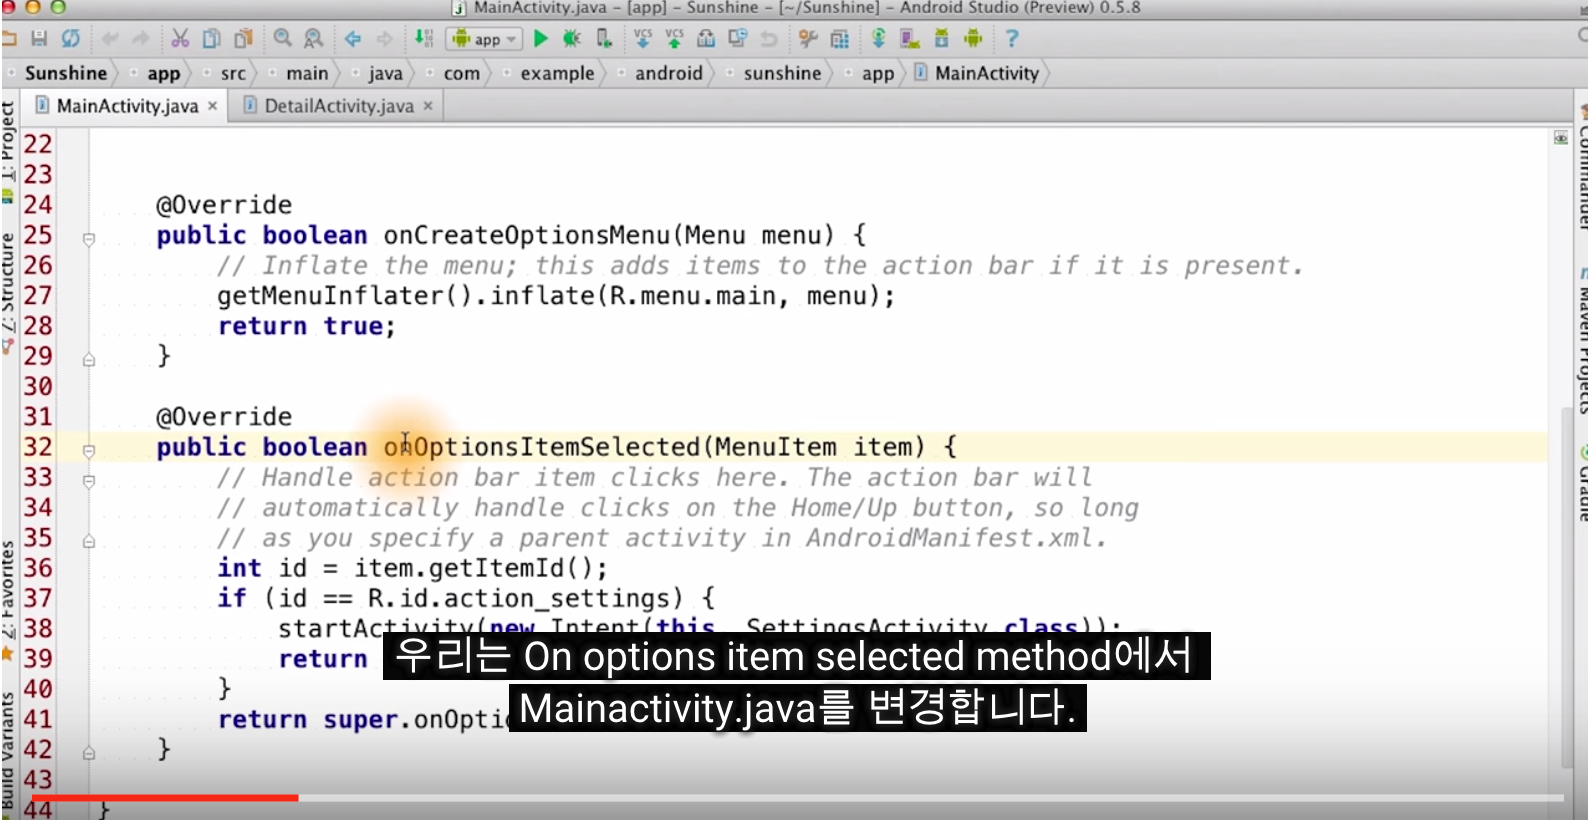 MainActivity.java – [app] – Sunshine – [~/Sunshine] – Android Studio (Preview) 0.5.8
app
Sunshine app src main java com example android sunshine app MainActivity
MainActivity.java × DetailActivity.java ×
1: Project
Z: Structure
2: Favorites
Build Variants
22
23
24 @Override
25 public boolean onCreateOptionsMenu(Menu menu) {
26 // Inflate the menu; this adds items to the action bar if it is present.
27 getMenuInflater().inflate(R.menu.main, menu);
28 return true;
29 }
30
31 @Override
32 public boolean onOptionsItemSelected(MenuItem item) {
33 // Handle action bar item clicks here. The action bar will
34 // automatically handle clicks on the Home/Up button, so long
35 // as you specify a parent activity in AndroidManifest.xml.
36 int id = item.getItemId();
37 if (id == R.id.action_settings) {
38 startActivity(new Intent(this, SettingsActivity.class));
39 return
40 }
41 return super.onOptio
42 }
43
44 }
우리는 On options item selected method에서
Mainactivity.java를 변경합니다.
Commander
Maven Projects
Gradle